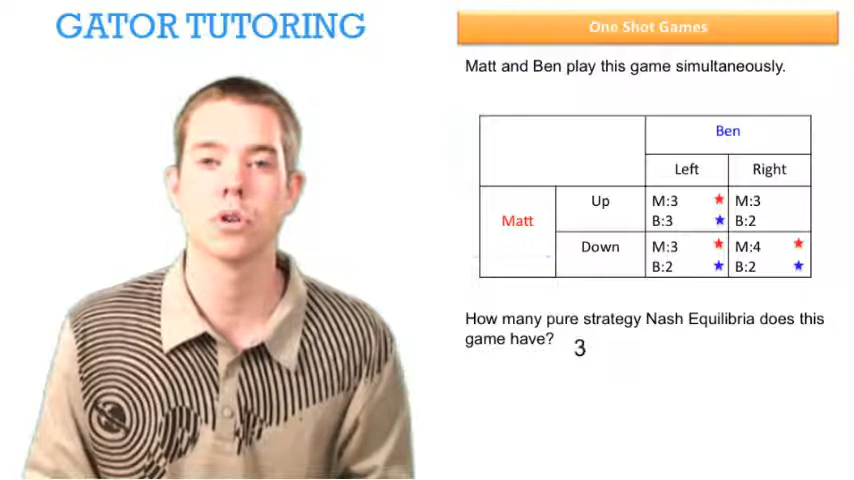 GATOR TUTORING
One Shot Games
Matt and Ben play this game simultaneously.
Ben
Left Right
Matt
Up M:3 M:3
B:3 B:2
Down M:3 M:4
B:2 B:2
How many pure strategy Nash Equilibria does this
game have? 3